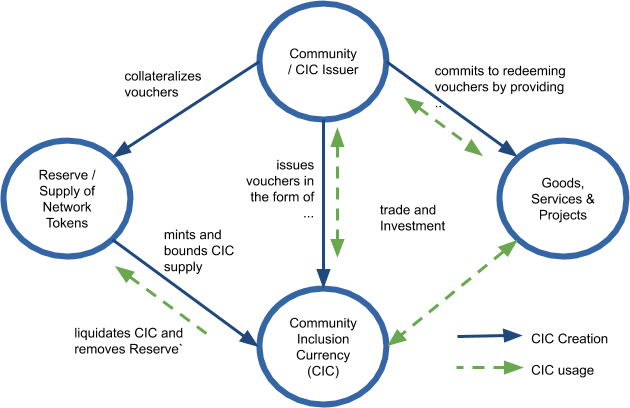 Community
/ CIC Issuer
collateralizes
vouchers
commits to redeeming
vouchers by providing
..
Reserve /
Supply of
Network
Tokens
issues
vouchers in
the form of
...
Goods,
Services &
Projects
trade and
Investment
mints and
bounds CIC
supply
liquidates CIC and
removes Reserve`
Community
Inclusion
Currency
(CIC)
CIC Creation
CIC usage